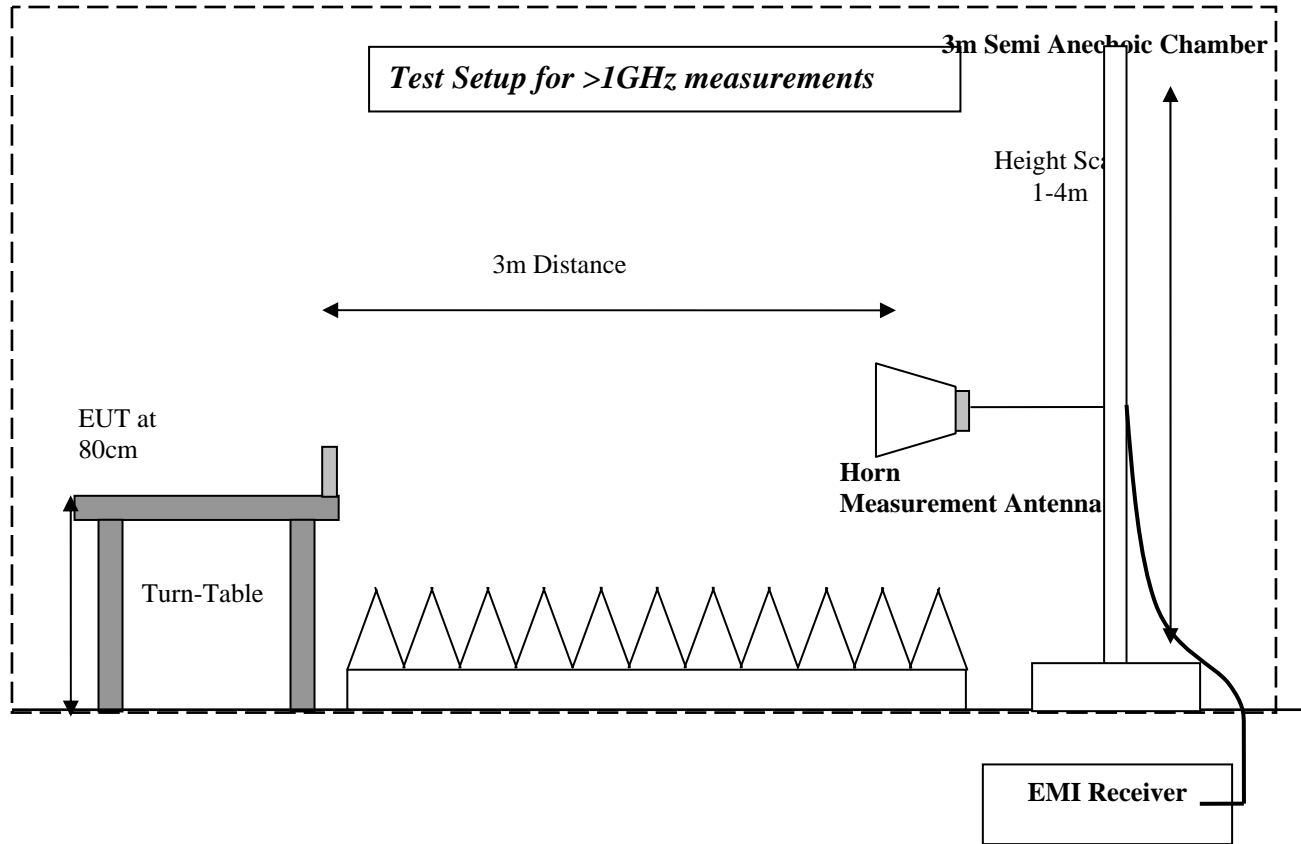 3m Semi Anechoic Chamber
Test Setup for >1GHz measurements
Height Sca
1-4m
3m Distance
EUT at
80cm
Horn
Measurement Antenna
Turn-Table
EMI Receiver